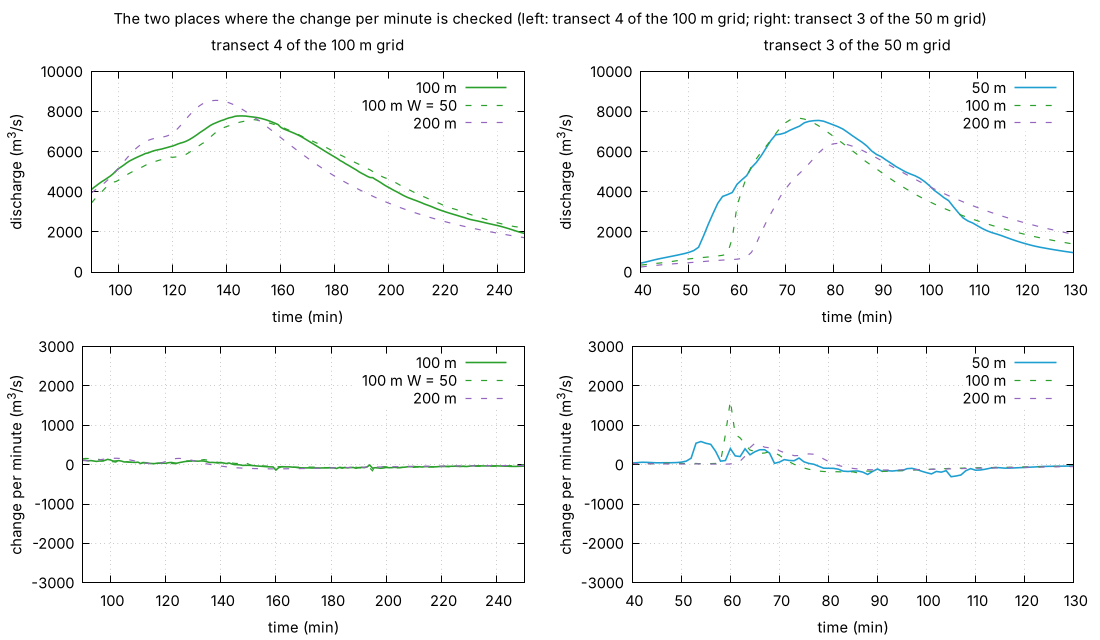 The two places where the change per minute is checked (left: transect 4 of the 100 m grid; right: transect 3 of the 50 m grid)
transect 4 of the 100 m grid
10000
8000
6000
4000
2000
0
discharge (m³/s)
100 m
100 m W = 50
200 m
100 120 140 160 180 200 220 240
time (min)
transect 3 of the 50 m grid
10000
8000
6000
4000
2000
0
discharge (m³/s)
50 m
100 m
200 m
40 50 60 70 80 90 100 110 120 130
time (min)
3000
2000
1000
0
-1000
-2000
-3000
change per minute (m³/s)
100 m
100 m W = 50
200 m
100 120 140 160 180 200 220 240
time (min)
3000
2000
1000
0
-1000
-2000
-3000
change per minute (m³/s)
50 m
100 m
200 m
40 50 60 70 80 90 100 110 120 130
time (min)